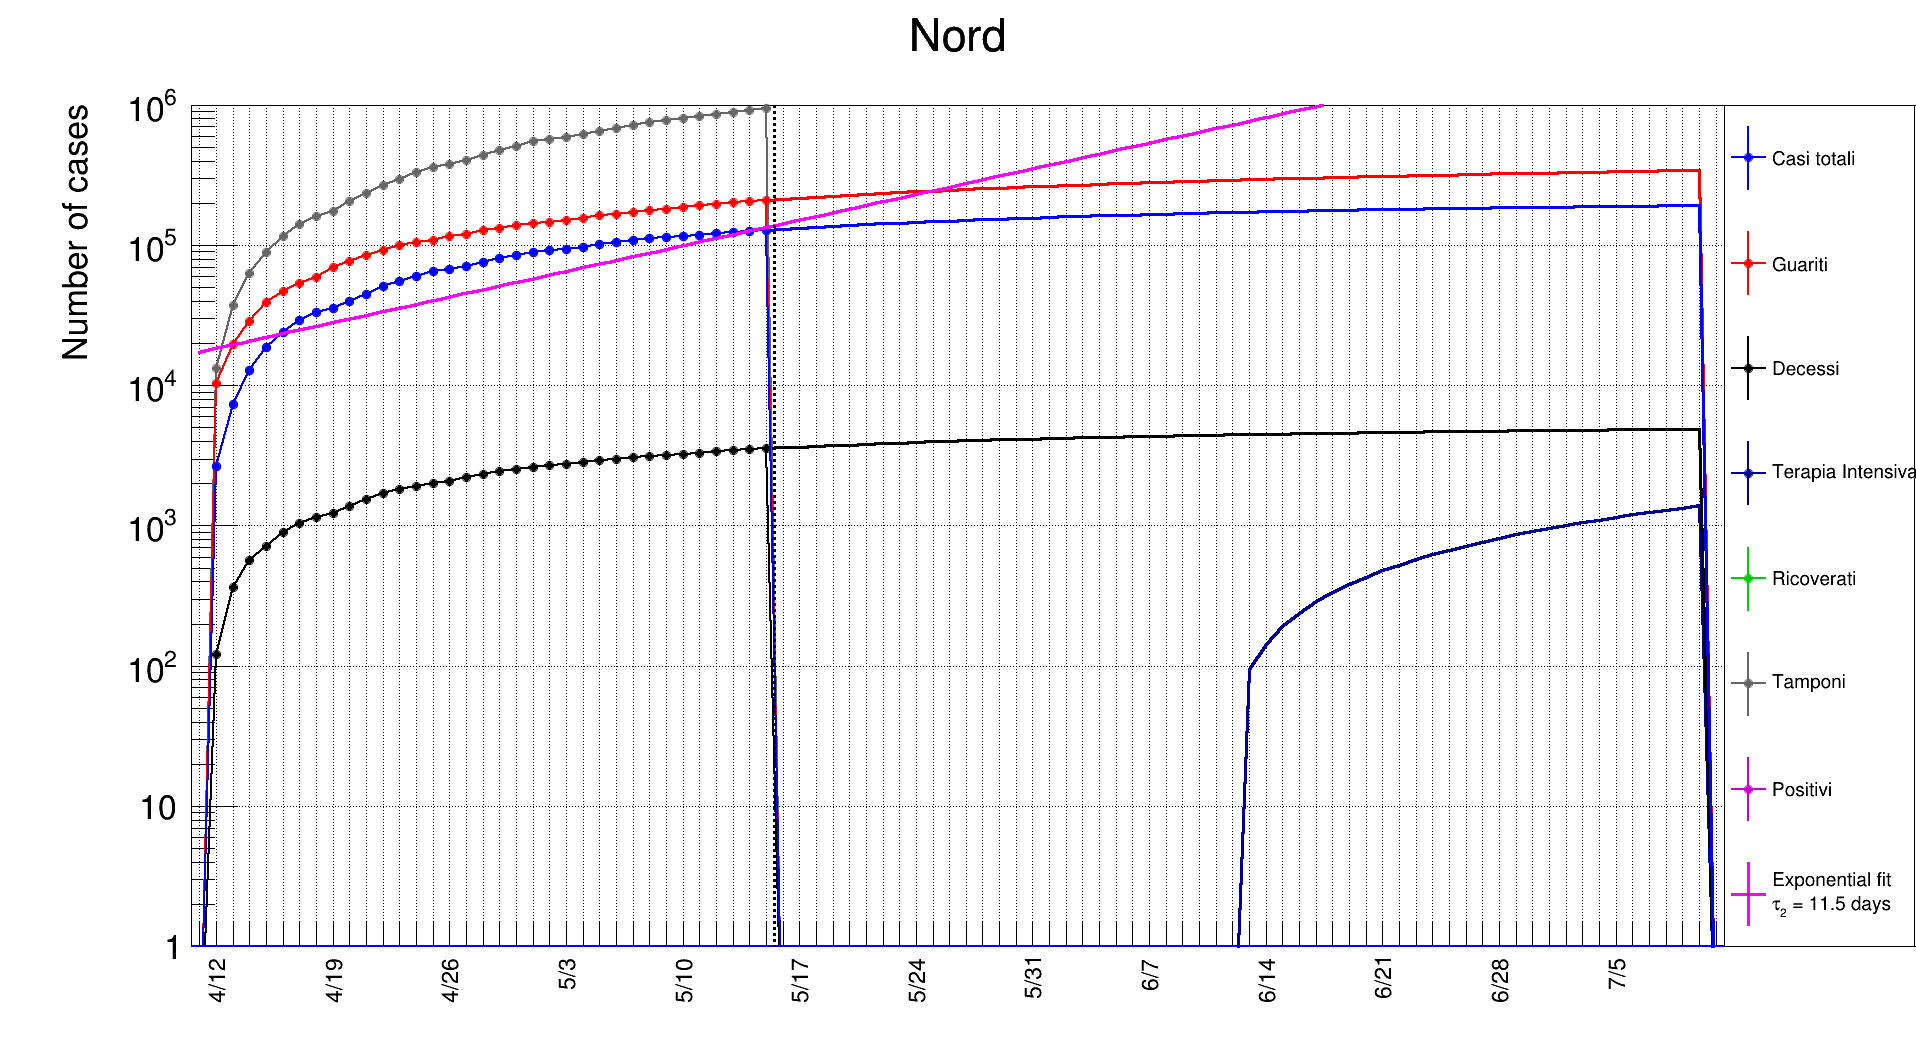 Nord
Number of cases
10^6
10^5
10^4
10^3
10^2
10
1
4/12
4/19
4/26
5/3
5/10
5/17
5/24
5/31
6/7
6/14
6/21
6/28
7/5
Casi totali
Guariti
Decessi
Terapia Intensiva
Ricoverati
Tamponi
Positivi
Exponential fit
τ_2 = 11.5 days